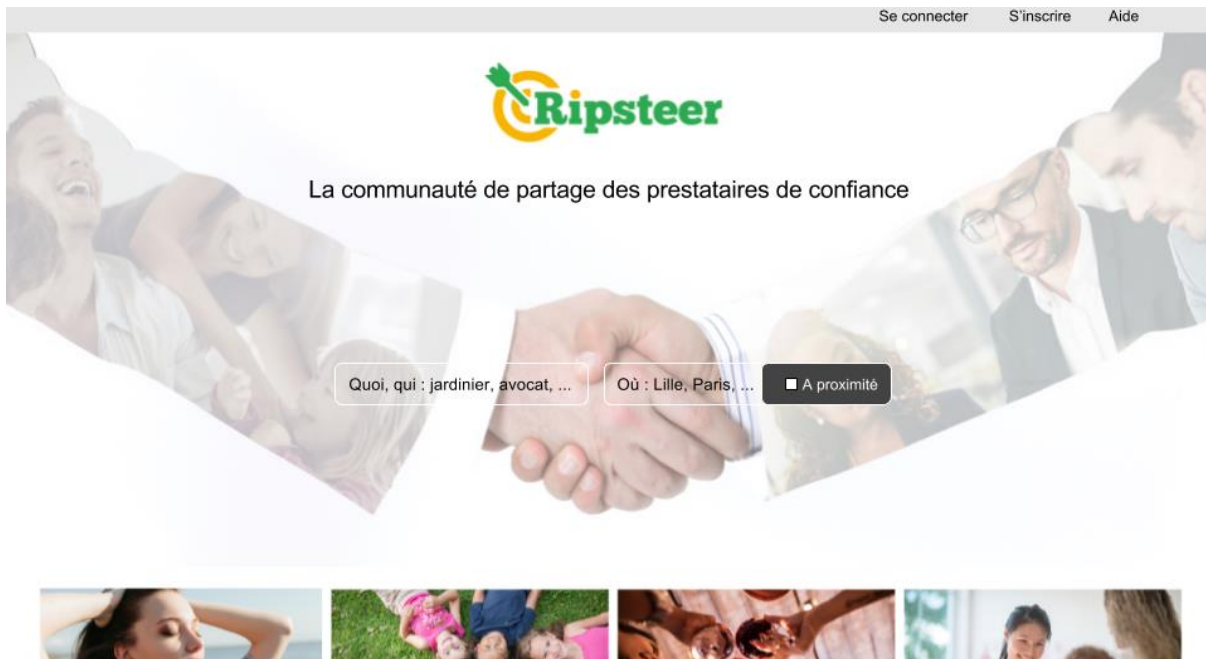 Se connecter S'inscrire Aide
Ripsteer
La communauté de partage des prestataires de confiance
Quoi, qui : jardinier, avocat, ... Où : Lille, Paris, ... A proximité